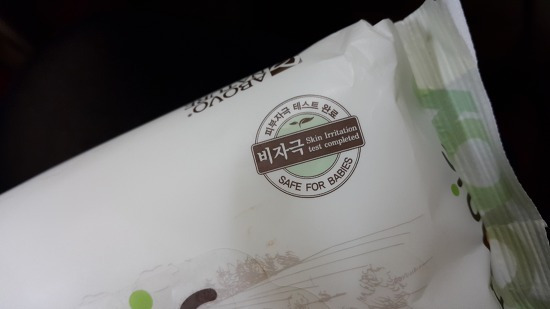 ABOVO
피부자극 테스트 완료
비자극
Skin Irritation
test completed
SAFE FOR BABIES